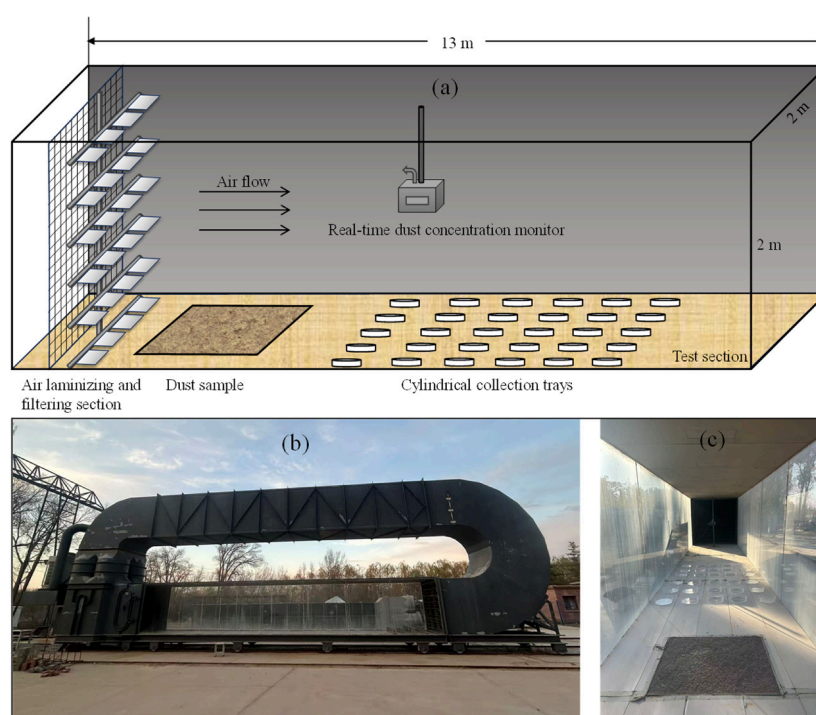 13 m
(a)
2 m
Air flow
Real-time dust concentration monitor
2 m
Test section
Air laminizing and
filtering section
Dust sample
Cylindrical collection trays
(b)
(c)